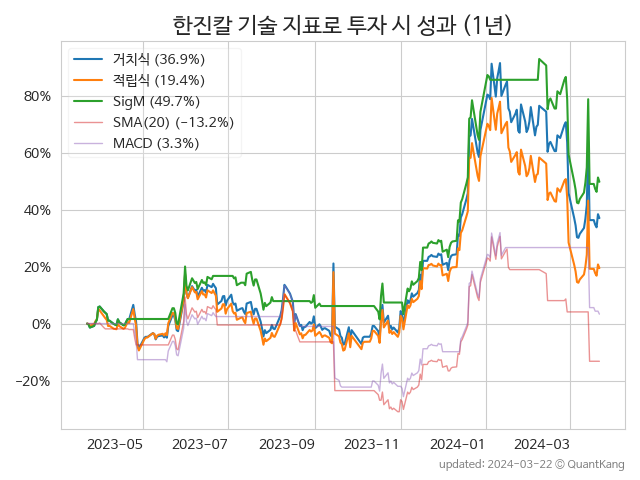 한진칼 기술 지표로 투자 시 성과 (1년)
거치식 (36.9%)
적립식 (19.4%)
SigM (49.7%)
SMA(20) (−13.2%)
MACD (3.3%)
80%
60%
40%
20%
0%
−20%
2023-05 2023-07 2023-09 2023-11 2024-01 2024-03
updated: 2024-03-22 ⓒ QuantKang